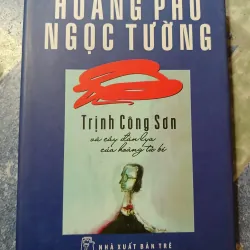 HOÀNG PHỦ
NGỌC TƯỜNG
Trịnh Công Sơn
và cây đàn lya
của hoàng tử bé
NHÀ XUẤT BẢN TRẺ